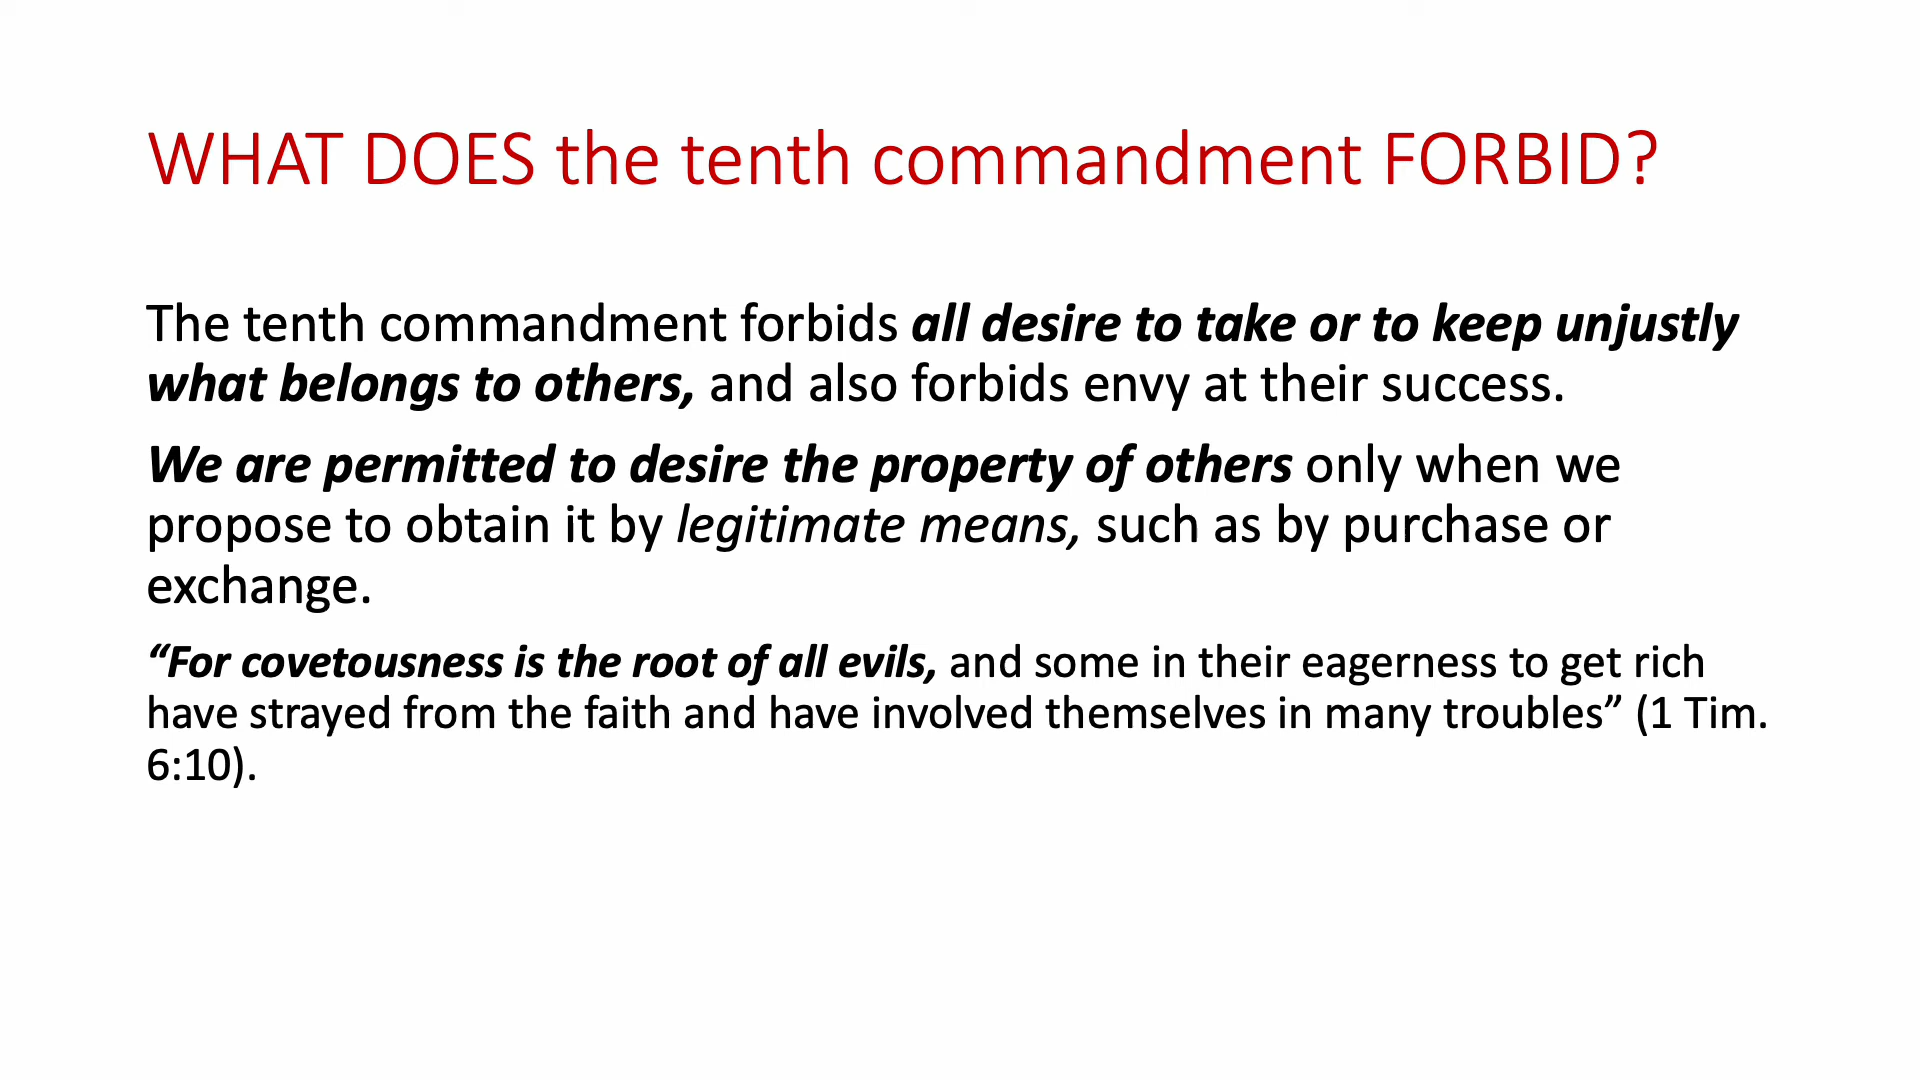 WHAT DOES the tenth commandment FORBID?
The tenth commandment forbids all desire to take or to keep unjustly
what belongs to others, and also forbids envy at their success.
We are permitted to desire the property of others only when we
propose to obtain it by legitimate means, such as by purchase or
exchange.
“For covetousness is the root of all evils, and some in their eagerness to get rich
have strayed from the faith and have involved themselves in many troubles” (1 Tim.
6:10).